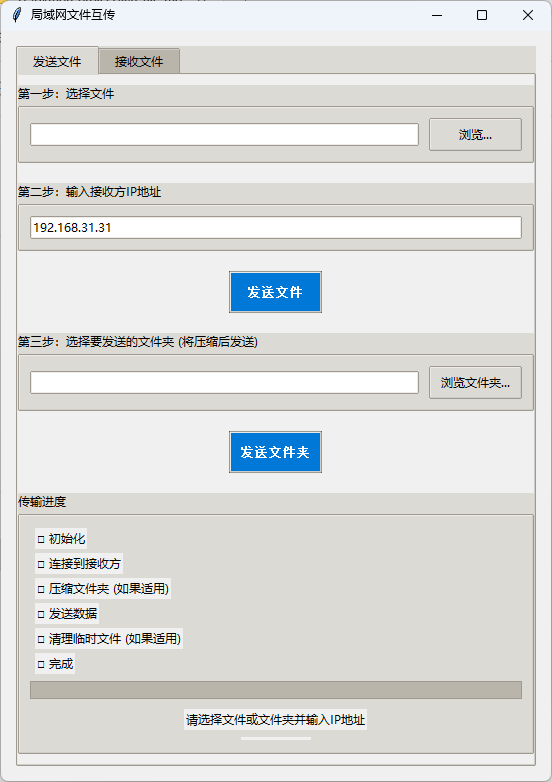 局域网文件互传
发送文件 接收文件
第一步：选择文件
浏览...
第二步：输入接收方IP地址
192.168.31.31
发送文件
第三步：选择要发送的文件夹 (将压缩后发送)
浏览文件夹...
发送文件夹
传输进度
□ 初始化
□ 连接到接收方
□ 压缩文件夹 (如果适用)
□ 发送数据
□ 清理临时文件 (如果适用)
□ 完成
请选择文件或文件夹并输入IP地址